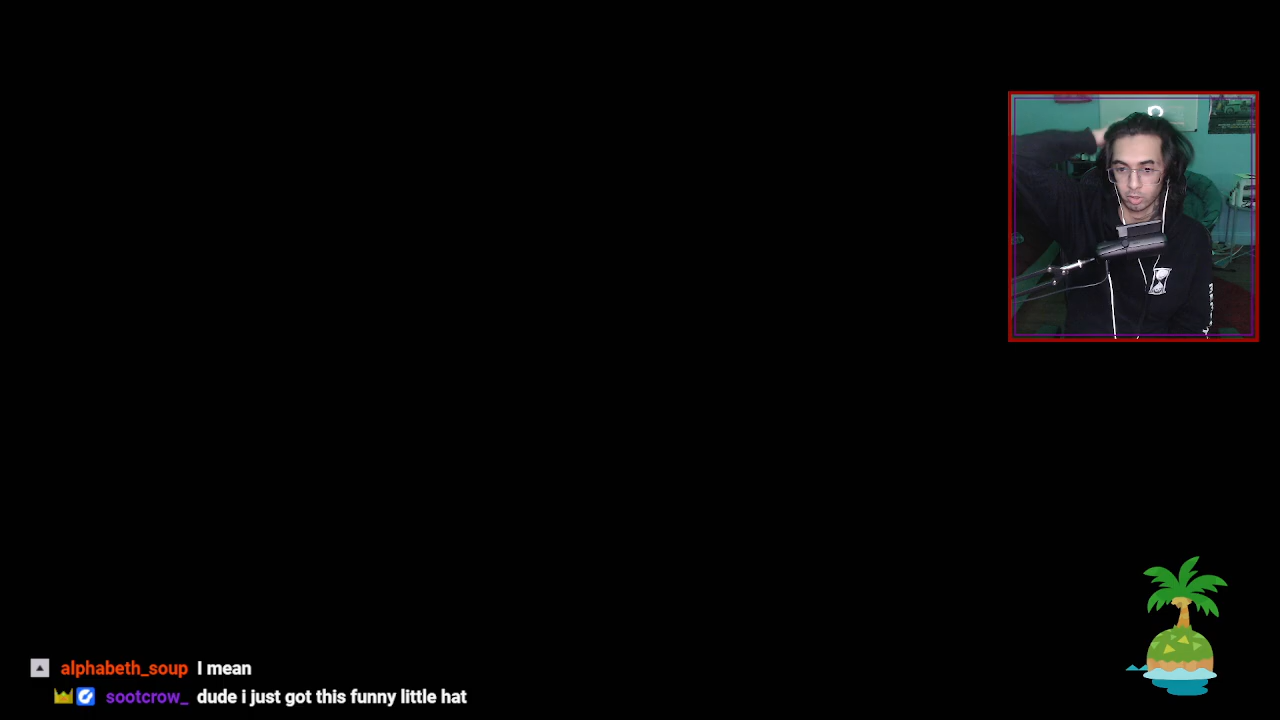 alphabeth_soup I mean
sootcrow_ dude i just got this funny little hat